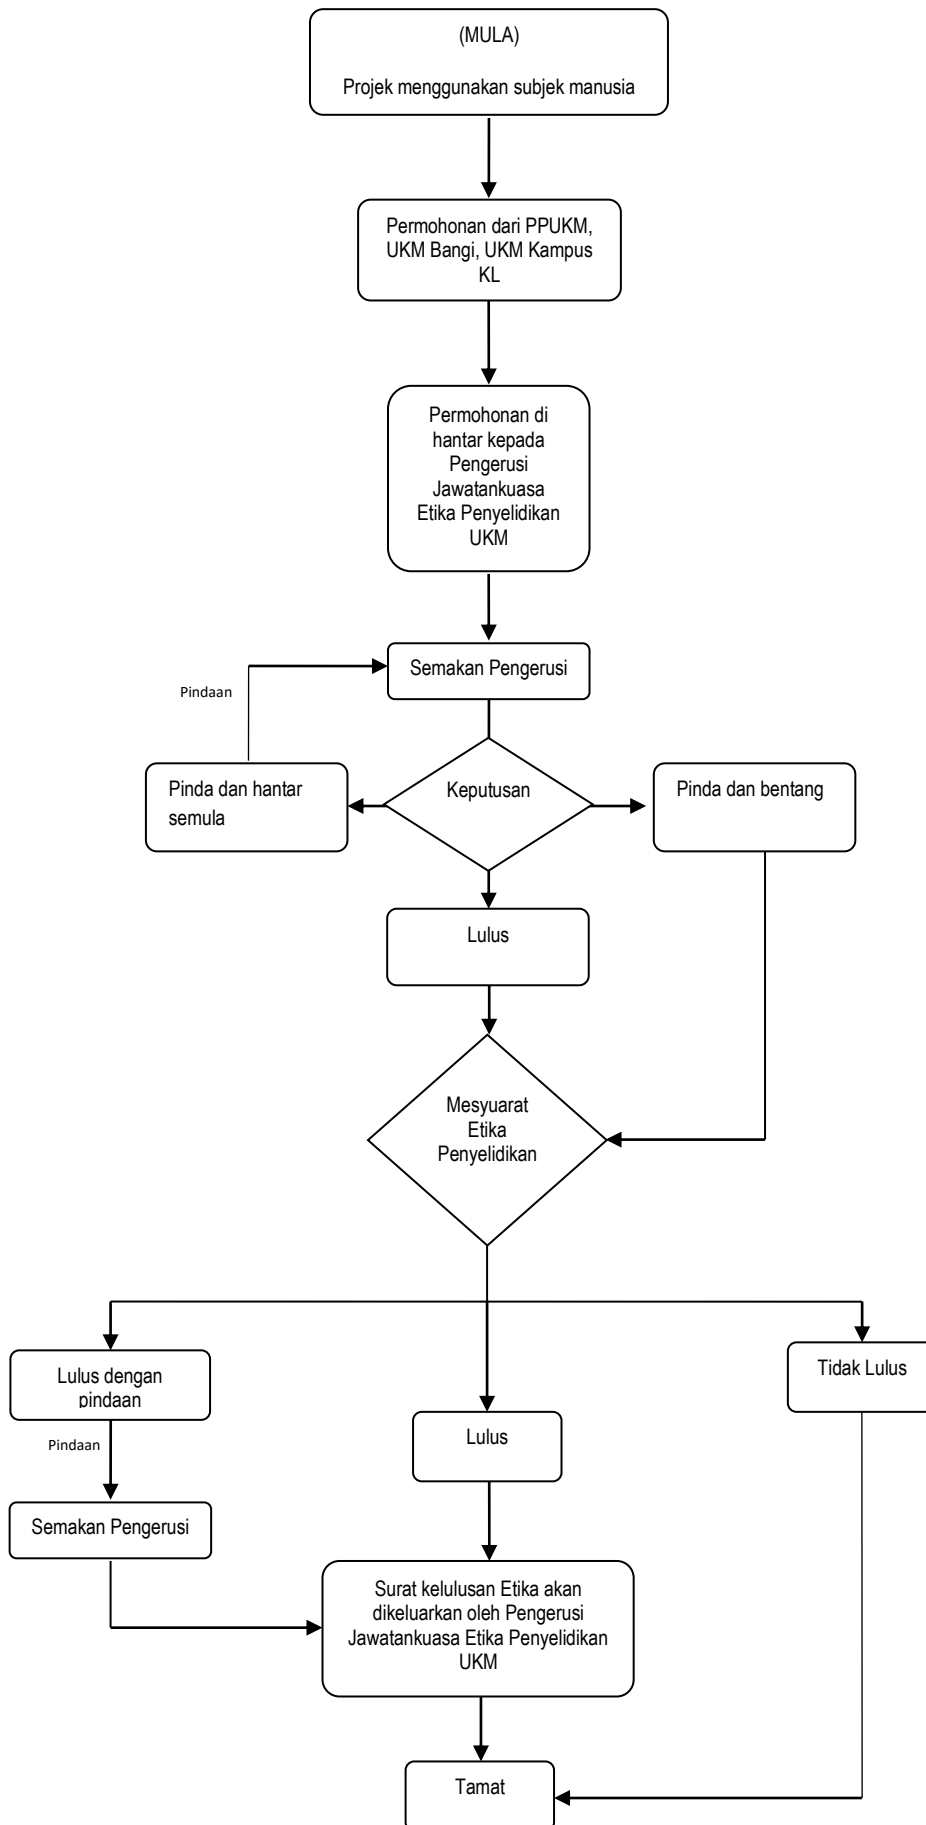 (MULA)
Projek menggunakan subjek manusia
Permohonan dari PPUKM,
UKM Bangi, UKM Kampus
KL
Permohonan di
hantar kepada
Pengerusi
Jawatankuasa
Etika Penyelidikan
UKM
Semakan Pengerusi
Pindaan
Keputusan
Pinda dan hantar
semula
Pinda dan bentang
Lulus
Mesyuarat
Etika
Penyelidikan
Lulus dengan
pindaan
Tidak Lulus
Pindaan
Lulus
Semakan Pengerusi
Surat kelulusan Etika akan
dikeluarkan oleh Pengerusi
Jawatankuasa Etika Penyelidikan
UKM
Tamat